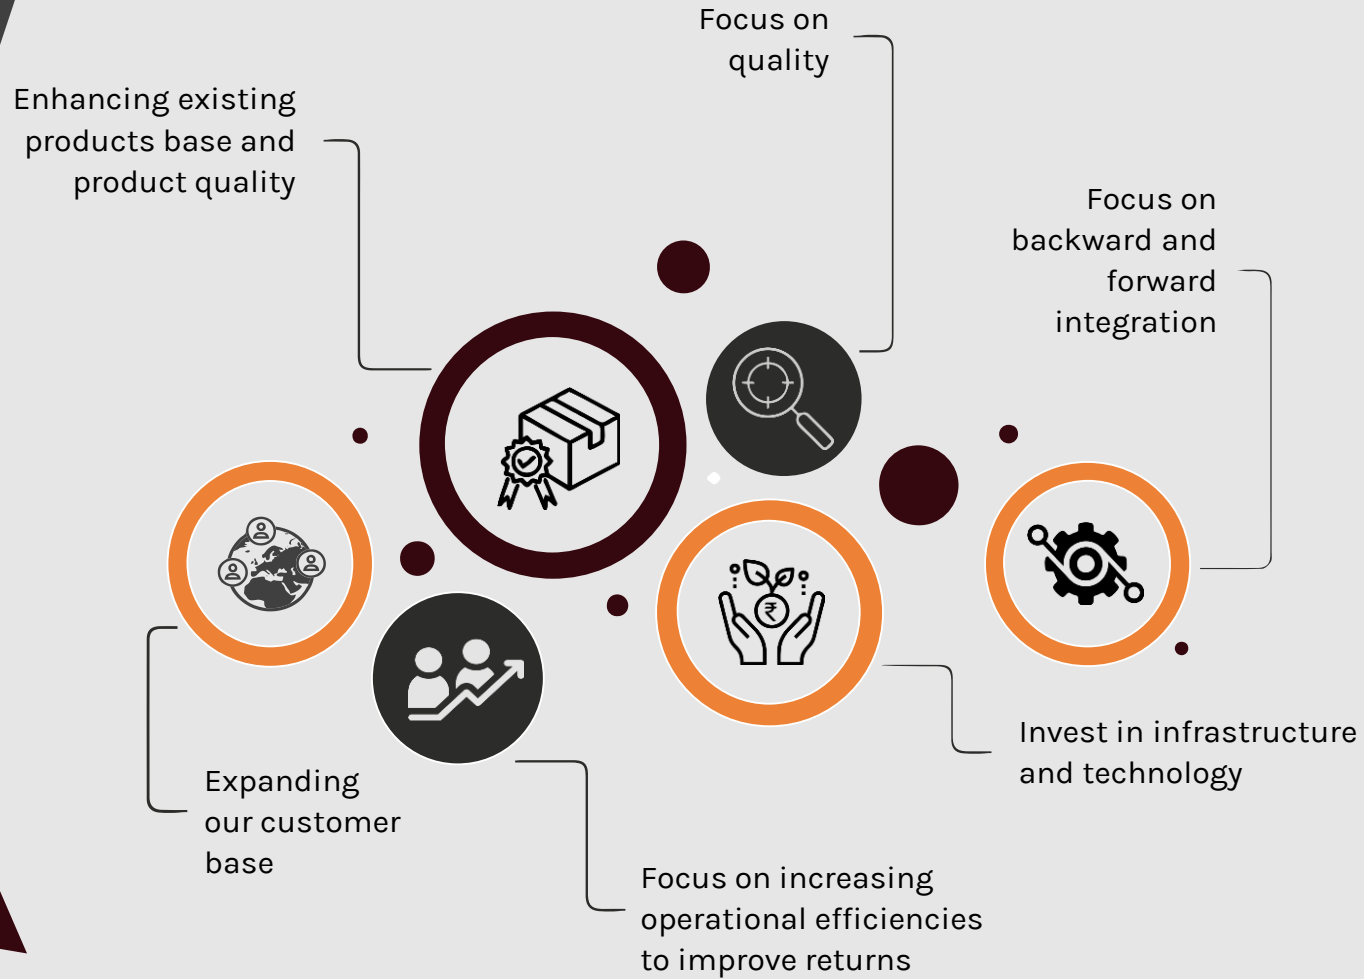 Focus on
quality
Enhancing existing
products base and
product quality
Focus on
backward and
forward
integration
₹
Invest in infrastructure
and technology
Expanding
our customer
base
Focus on increasing
operational efficiencies
to improve returns